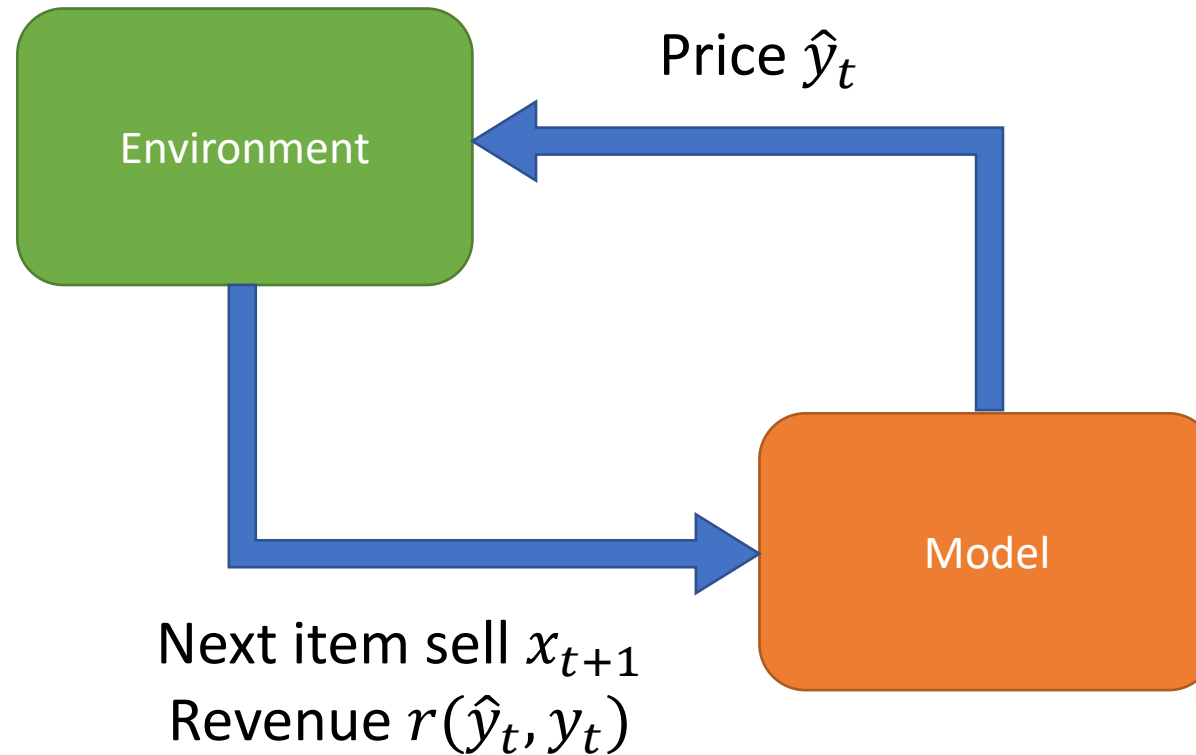 Price ŷ_t
Environment
Model
Next item sell x_{t+1}
Revenue r(ŷ_t, y_t)